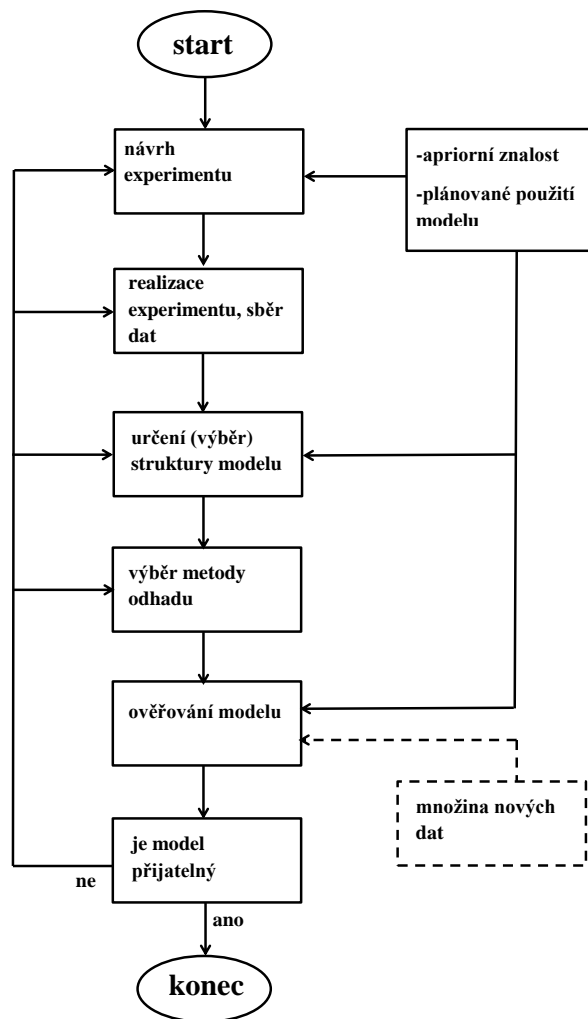 start
návrh
experimentu
-apriorní znalost
-plánované použití
modelu
realizace
experimentu, sběr
dat
určení (výběr)
struktury modelu
výběr metody
odhadu
ověřování modelu
množina nových
dat
je model
přijatelný
ne
ano
konec